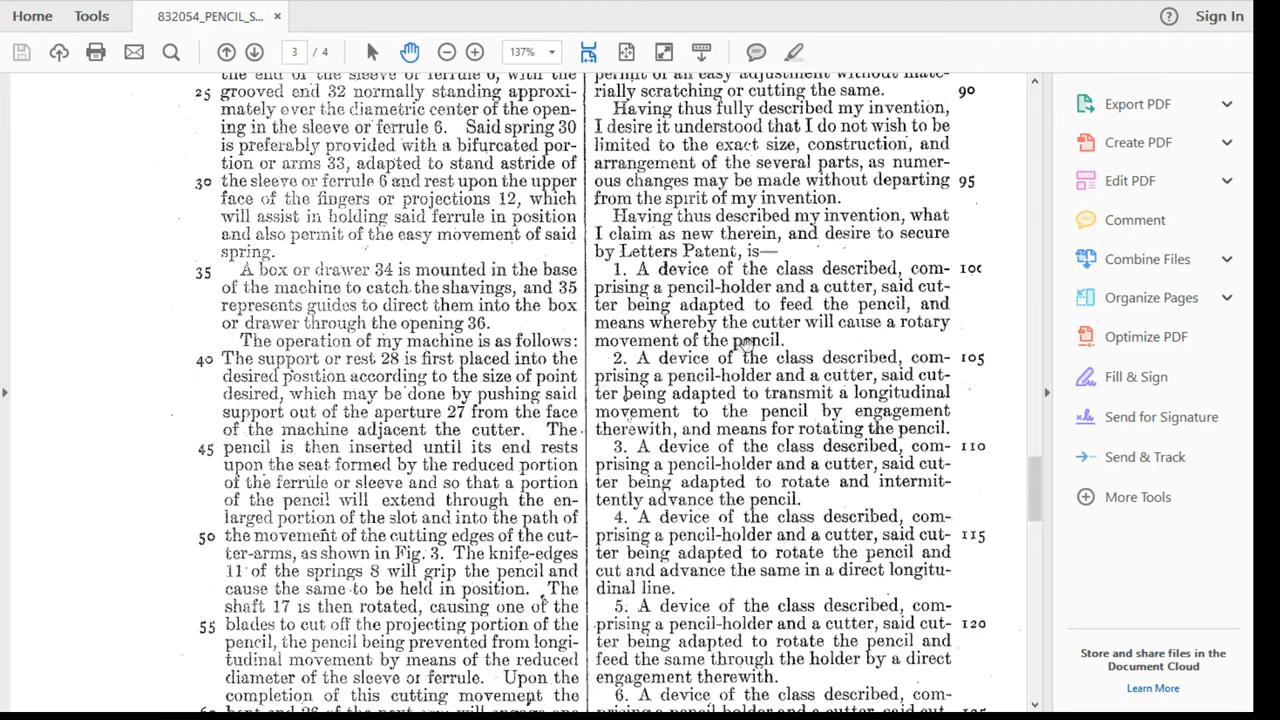 Home
Tools
832054_PENCIL_S...
×
Sign In
3 / 4
137%
the end of the sleeve or ferrule 6, with the
25 grooved end 32 normally standing approxi-
mately over the diametric center of the open-
ing in the sleeve or ferrule 6. Said spring 30
is preferably provided with a bifurcated por-
tion or arms 33, adapted to stand astride of
30 the sleeve or ferrule 6 and rest upon the upper
face of the fingers or projections 12, which
will assist in holding said ferrule in position
and also permit of the easy movement of said
spring.
35 A box or drawer 34 is mounted in the base
of the machine to catch the shavings, and 35
represents guides to direct them into the box
or drawer through the opening 36.
The operation of my machine is as follows:
40 The support or rest 28 is first placed into the
desired position according to the size of point
desired, which may be done by pushing said
support out of the aperture 27 from the face
of the machine adjacent the cutter. The
45 pencil is then inserted until its end rests
upon the seat formed by the reduced portion
of the ferrule or sleeve and so that a portion
of the pencil will extend through the en-
larged portion of the slot and into the path of
50 the movement of the cutting edges of the cut-
ter-arms, as shown in Fig. 3. The knife-edges
11 of the springs 8 will grip the pencil and
cause the same to be held in position. The
shaft 17 is then rotated, causing one of the
55 blades to cut off the projecting portion of the
pencil, the pencil being prevented from longi-
tudinal movement by means of the reduced
diameter of the sleeve or ferrule. Upon the
completion of this cutting movement the
permit of an easy adjustment without mate-
rially scratching or cutting the same. 90
Having thus fully described my invention,
I desire it understood that I do not wish to be
limited to the exact size, construction, and
arrangement of the several parts, as numer-
ous changes may be made without departing 95
from the spirit of my invention.
Having thus described my invention, what
I claim as new therein, and desire to secure
by Letters Patent, is—
1. A device of the class described, com- 100
prising a pencil-holder and a cutter, said cut-
ter being adapted to feed the pencil, and
means whereby the cutter will cause a rotary
movement of the pencil.
2. A device of the class described, com- 105
prising a pencil-holder and a cutter, said cut-
ter being adapted to transmit a longitudinal
movement to the pencil by engagement
therewith, and means for rotating the pencil.
3. A device of the class described, com- 110
prising a pencil-holder and a cutter, said cut-
ter being adapted to rotate and intermit-
tently advance the pencil.
4. A device of the class described, com-
prising a pencil-holder and a cutter, said cut- 115
ter being adapted to rotate the pencil and
cut and advance the same in a direct longitu-
dinal line.
5. A device of the class described, com-
prising a pencil-holder and a cutter, said cut- 120
ter being adapted to rotate the pencil and
feed the same through the holder by a direct
engagement therewith.
6. A device of the class described, com-
Export PDF
Create PDF
Edit PDF
Comment
Combine Files
Organize Pages
Optimize PDF
Fill & Sign
Send for Signature
Send & Track
More Tools
Store and share files in the
Document Cloud
Learn More